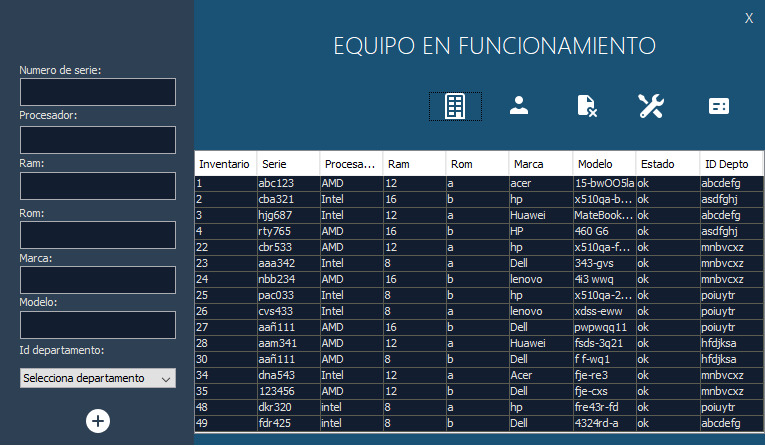 X
EQUIPO EN FUNCIONAMIENTO
Numero de serie:
Procesador:
Ram:
Rom:
Marca:
Modelo:
Id departamento:
Selecciona departamento
Inventario Serie Procesa... Ram Rom Marca Modelo Estado ID Depto
1 abc123 AMD 12 a acer 15-bwOO5la ok abcdefg
2 cba321 Intel 16 b hp x510qa-b... ok asdfghj
3 hjg687 Intel 12 a Huawei MateBook... ok abcdefg
4 rty765 AMD 16 b HP 460 G6 ok asdfghj
22 cbr533 AMD 12 a hp x510qa-f... ok mnbvcxz
23 aaa342 Intel 8 a Dell 343-gvs ok mnbvcxz
24 nbb234 AMD 16 b lenovo 4i3 wwq ok mnbvcxz
25 pac033 Intel 8 b hp x510qa-2... ok poiuytr
26 cvs433 Intel 8 a lenovo xdss-eww ok poiuytr
27 aañ111 AMD 16 b Dell pwpwqq11 ok poiuytr
28 aam341 AMD 12 a Huawei fsds-3q21 ok hfdjksa
30 aañ111 AMD 8 b Dell f f-wq1 ok hfdjksa
34 dna543 Intel 12 a Acer fje-re3 ok mnbvcxz
35 123456 AMD 12 b Dell fje-cxs ok mnbvcxz
48 dkr320 intel 8 a hp fre43r-fd ok poiuytr
49 fdr425 intel 8 b Dell 4324rd-a ok abcdefg